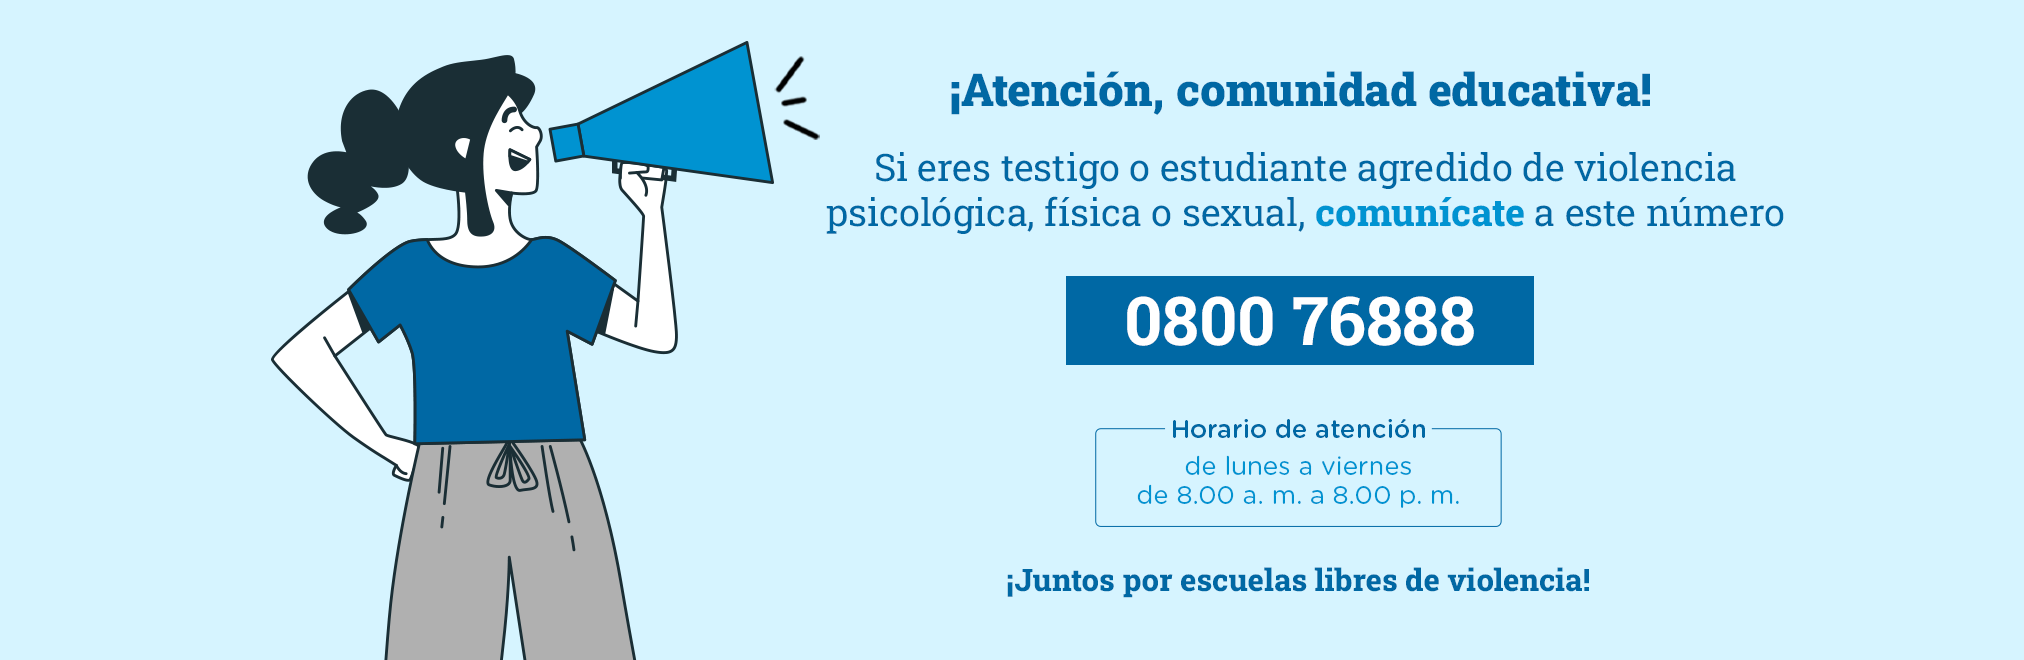 ¡Atención, comunidad educativa!
Si eres testigo o estudiante agredido de violencia
psicológica, física o sexual, comunícate a este número
0800 76888
Horario de atención
de lunes a viernes
de 8.00 a. m. a 8.00 p. m.
¡Juntos por escuelas libres de violencia!